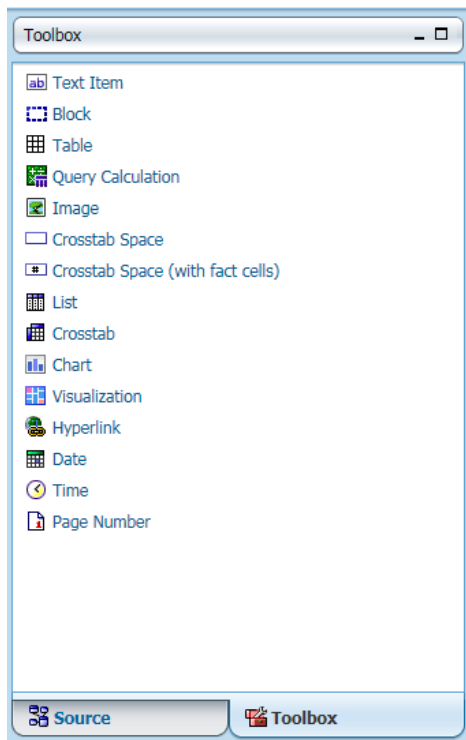 Toolbox
ab Text Item
Block
Table
Query Calculation
Image
Crosstab Space
# Crosstab Space (with fact cells)
List
Crosstab
Chart
Visualization
Hyperlink
Date
Time
1 Page Number
Source
Toolbox